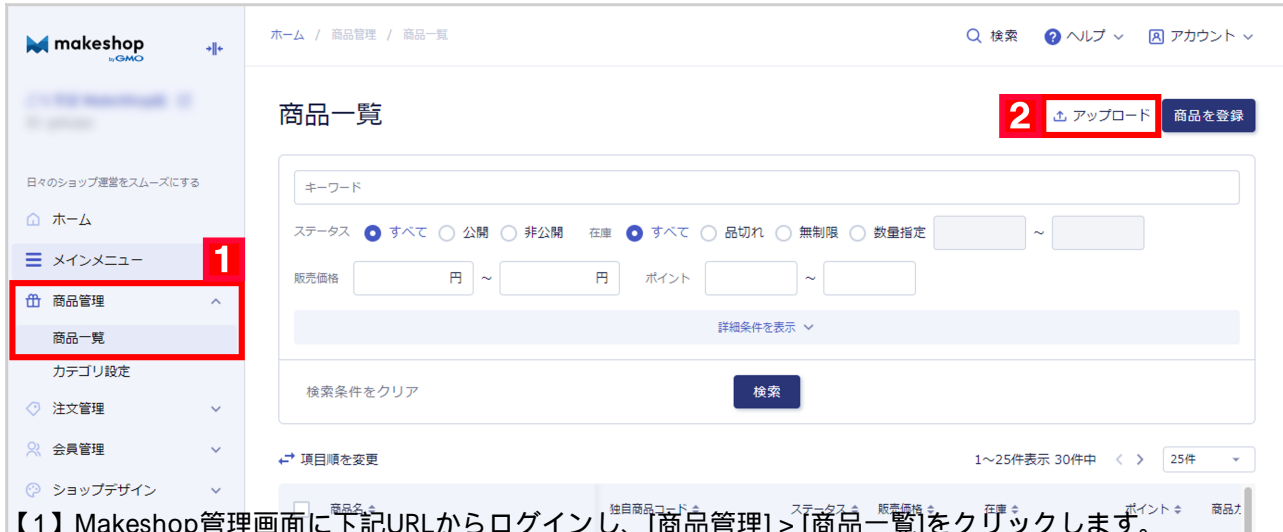 makeshop
by GMO
ホーム / 商品管理 / 商品一覧
検索
ヘルプ
アカウント
商品一覧
2
アップロード
商品を登録
日々のショップ運営をスムーズにする
ホーム
メインメニュー
1
商品管理
商品一覧
カテゴリ設定
注文管理
会員管理
ショップデザイン
キーワード
ステータス すべて 公開 非公開 在庫 すべて 品切れ 無制限 数量指定 ~
販売価格 円 ~ 円 ポイント ~
詳細条件を表示
検索条件をクリア
検索
項目順を変更
1~25件表示 30件中
25件
商品名 独自商品コード ステータス 販売価格 在庫 ポイント
【1】Makeshop管理画面に下記URLからログインし、[商品管理] > [商品一覧]をクリックします。